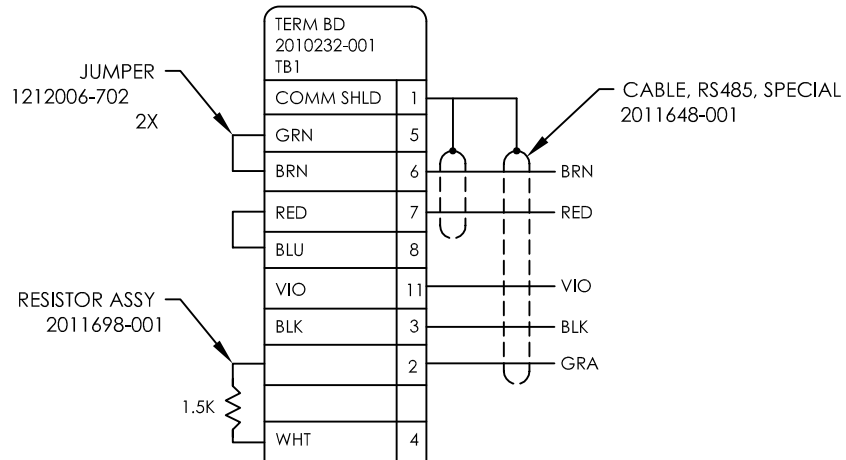 TERM BD
2010232-001
TB1
JUMPER
1212006-702
2X
COMM SHLD 1
CABLE, RS485, SPECIAL
2011648-001
GRN 5
BRN 6 BRN
RED 7 RED
BLU 8
VIO 11 VIO
RESISTOR ASSY
2011698-001
BLK 3 BLK
2 GRA
1.5K
WHT 4